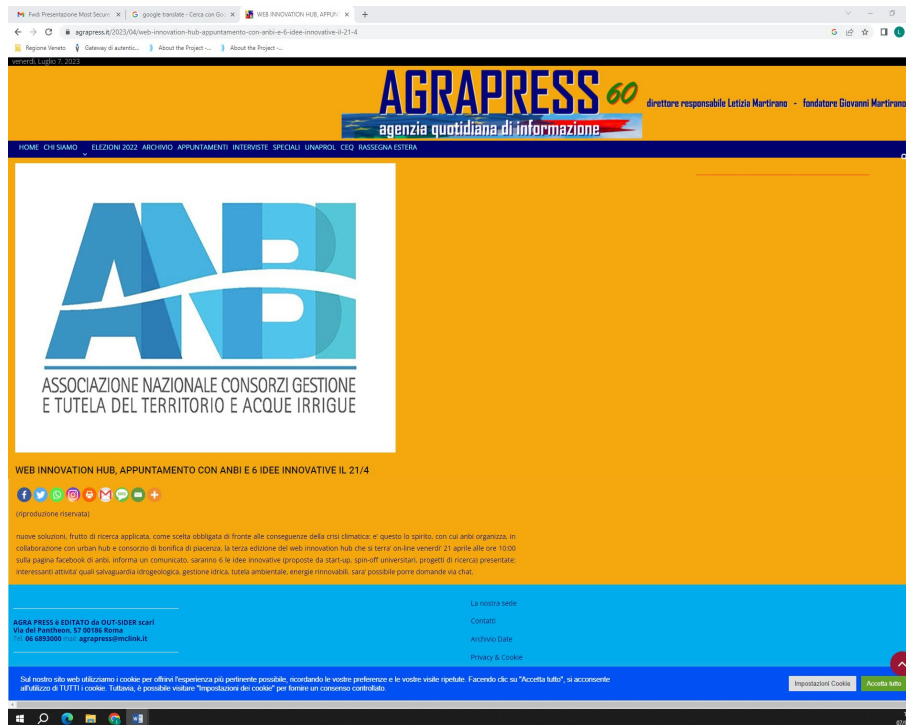 Fwd: Presentazione Most Secure
google translate - Cerca con Goo
WEB INNOVATION HUB, APPUN
agrapress.it/2023/04/web-innovation-hub-appuntamento-con-anbi-e-6-idee-innovative-il-21-4
Regione Veneto Gateway di autentic... About the Project -... About the Project -...
venerdì, Luglio 7, 2023
AGRAPRESS 60
agenzia quotidiana di informazione
direttore responsabile Letizia Martirano - fondatore Giovanni Martirano
HOME CHI SIAMO ELEZIONI 2022 ARCHIVIO APPUNTAMENTI INTERVISTE SPECIALI UNAPROL CEQ RASSEGNA ESTERA
ANBI
ASSOCIAZIONE NAZIONALE CONSORZI GESTIONE
E TUTELA DEL TERRITORIO E ACQUE IRRIGUE
WEB INNOVATION HUB, APPUNTAMENTO CON ANBI E 6 IDEE INNOVATIVE IL 21/4
(riproduzione riservata)
nuove soluzioni, frutto di ricerca applicata, come scelta obbligata di fronte alle conseguenze della crisi climatica: e' questo lo spirito, con cui anbi organizza, in
collaborazione con urban hub e consorzio di bonifica di piacenza, la terza edizione del web innovation hub che si terra' on-line venerdi' 21 aprile alle ore 10:00
sulla pagina facebook di anbi, informa un comunicato. saranno 6 le idee innovative (proposte da start-up, spin-off universitari, progetti di ricerca) presentate;
interessanti attivita' quali salvaguardia idrogeologica, gestione idrica, tutela ambientale, energie rinnovabili. sara' possibile porre domande via chat.
AGRA PRESS è EDITATO da OUT-SIDER scarl
Via del Pantheon, 57 00186 Roma
Tel. 06 6893000 mail: agrapress@mclink.it
La nostra sede
Contatti
Archivio Date
Privacy & Cookie
Sul nostro sito web utilizziamo i cookie per offrirvi l'esperienza più pertinente possibile, ricordando le vostre preferenze e le vostre visite ripetute. Facendo clic su "Accetta tutto", si acconsente
all'utilizzo di TUTTI i cookie. Tuttavia, è possibile visitare "Impostazioni dei cookie" per fornire un consenso controllato.
Impostazioni Cookie
Accetta tutto